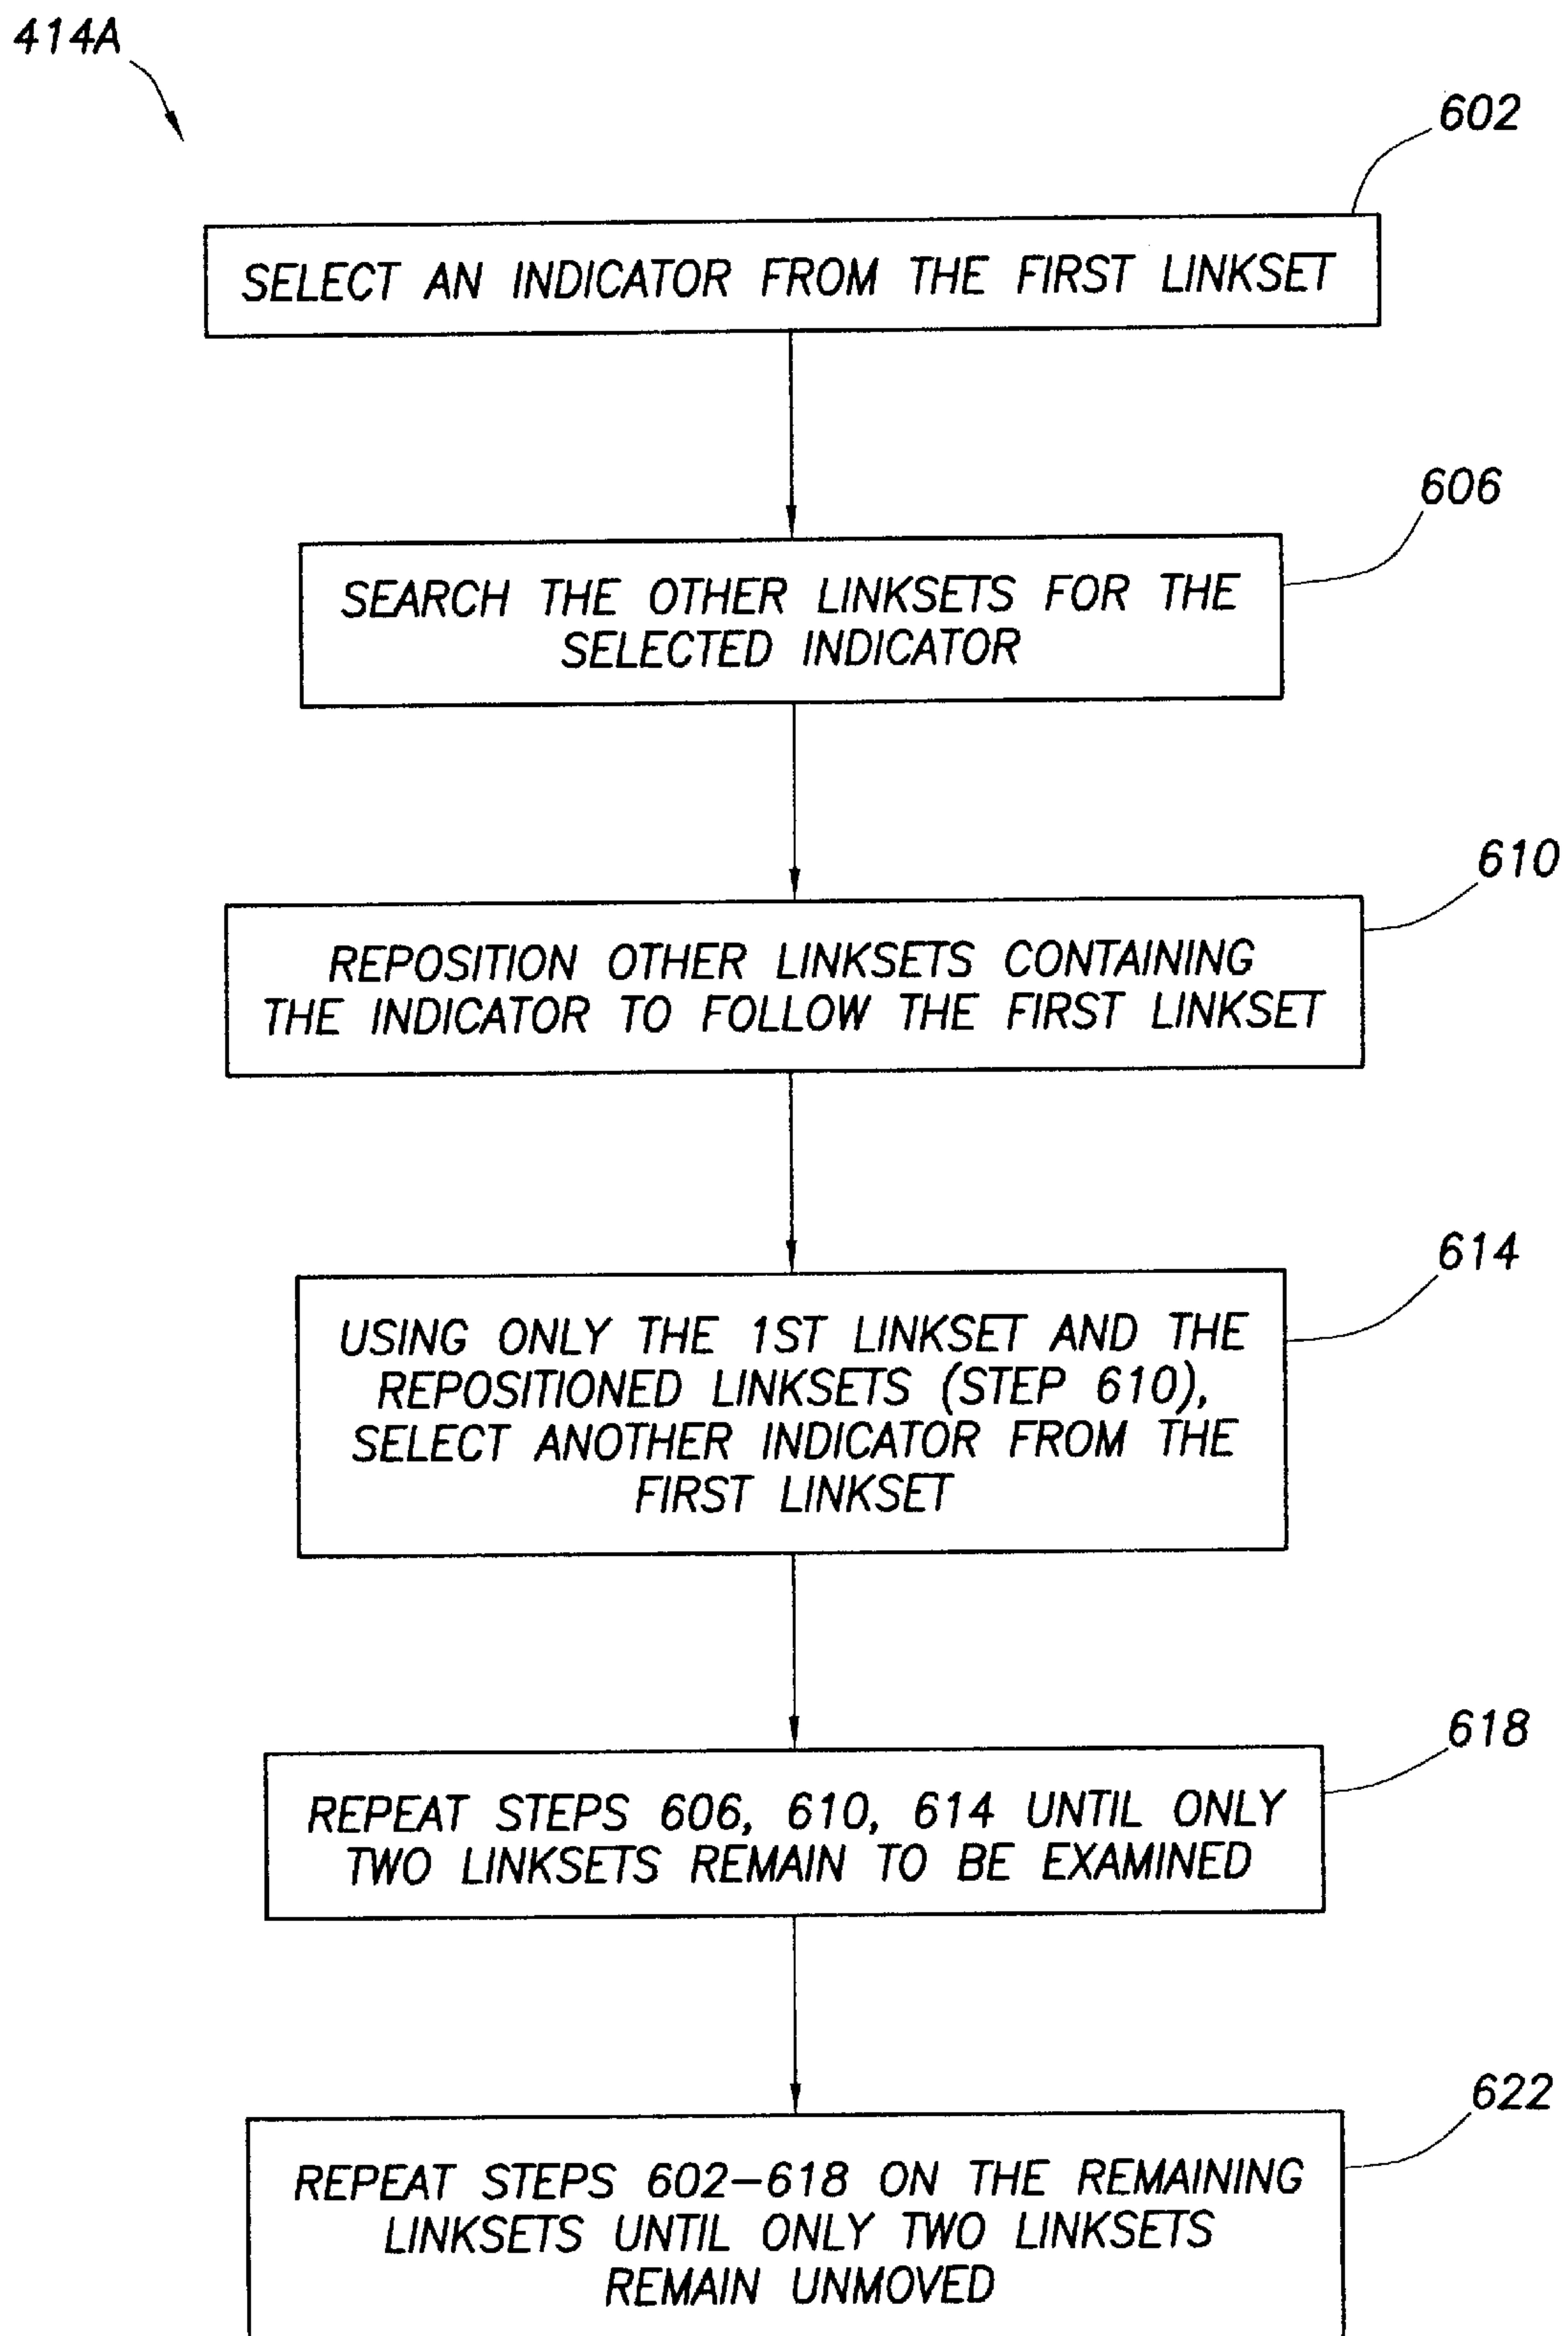 414A
602
SELECT AN INDICATOR FROM THE FIRST LINKSET
606
SEARCH THE OTHER LINKSETS FOR THE
SELECTED INDICATOR
610
REPOSITION OTHER LINKSETS CONTAINING
THE INDICATOR TO FOLLOW THE FIRST LINKSET
614
USING ONLY THE 1ST LINKSET AND THE
REPOSITIONED LINKSETS (STEP 610),
SELECT ANOTHER INDICATOR FROM THE
FIRST LINKSET
618
REPEAT STEPS 606, 610, 614 UNTIL ONLY
TWO LINKSETS REMAIN TO BE EXAMINED
622
REPEAT STEPS 602-618 ON THE REMAINING
LINKSETS UNTIL ONLY TWO LINKSETS
REMAIN UNMOVED